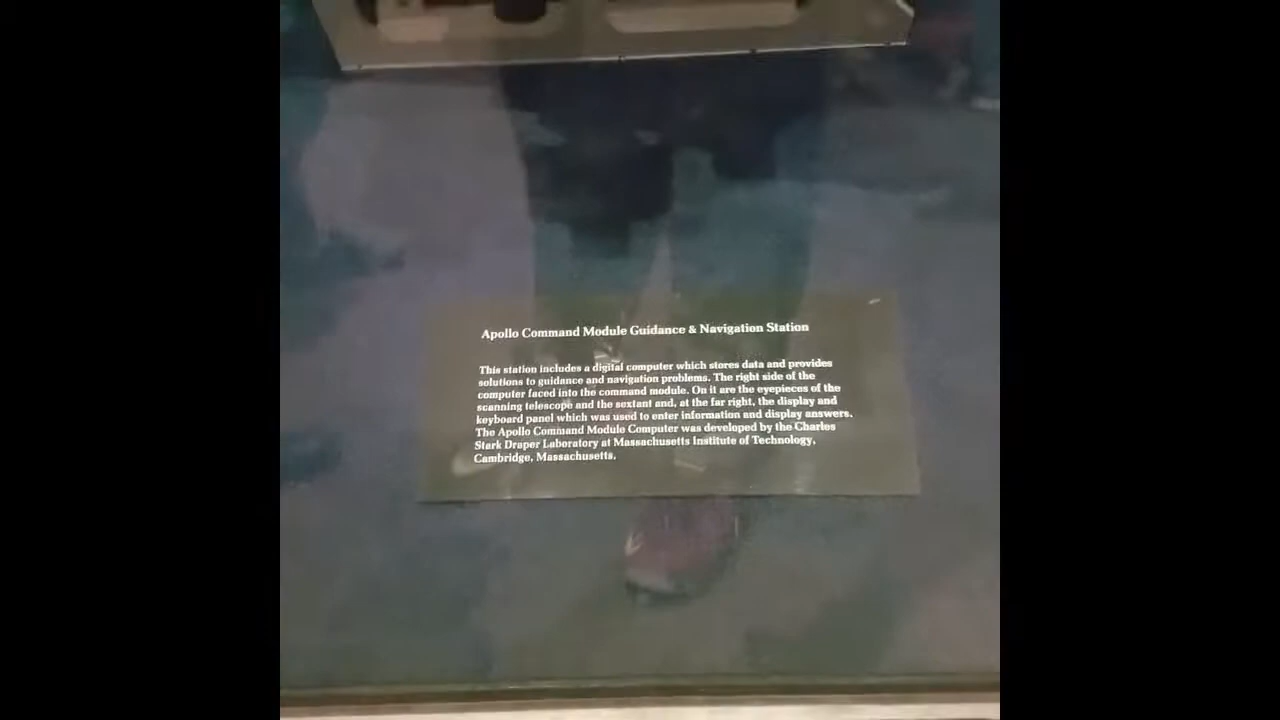 Apollo Command Module Guidance & Navigation Station
This station includes a digital computer which stores data and provides
solutions to guidance and navigation problems. The right side of the
computer faced into the command module. On it are the eyepieces of the
scanning telescope and the sextant and, at the far right, the display and
keyboard panel which was used to enter information and display answers.
The Apollo Command Module Computer was developed by the Charles
Stark Draper Laboratory at Massachusetts Institute of Technology,
Cambridge, Massachusetts.